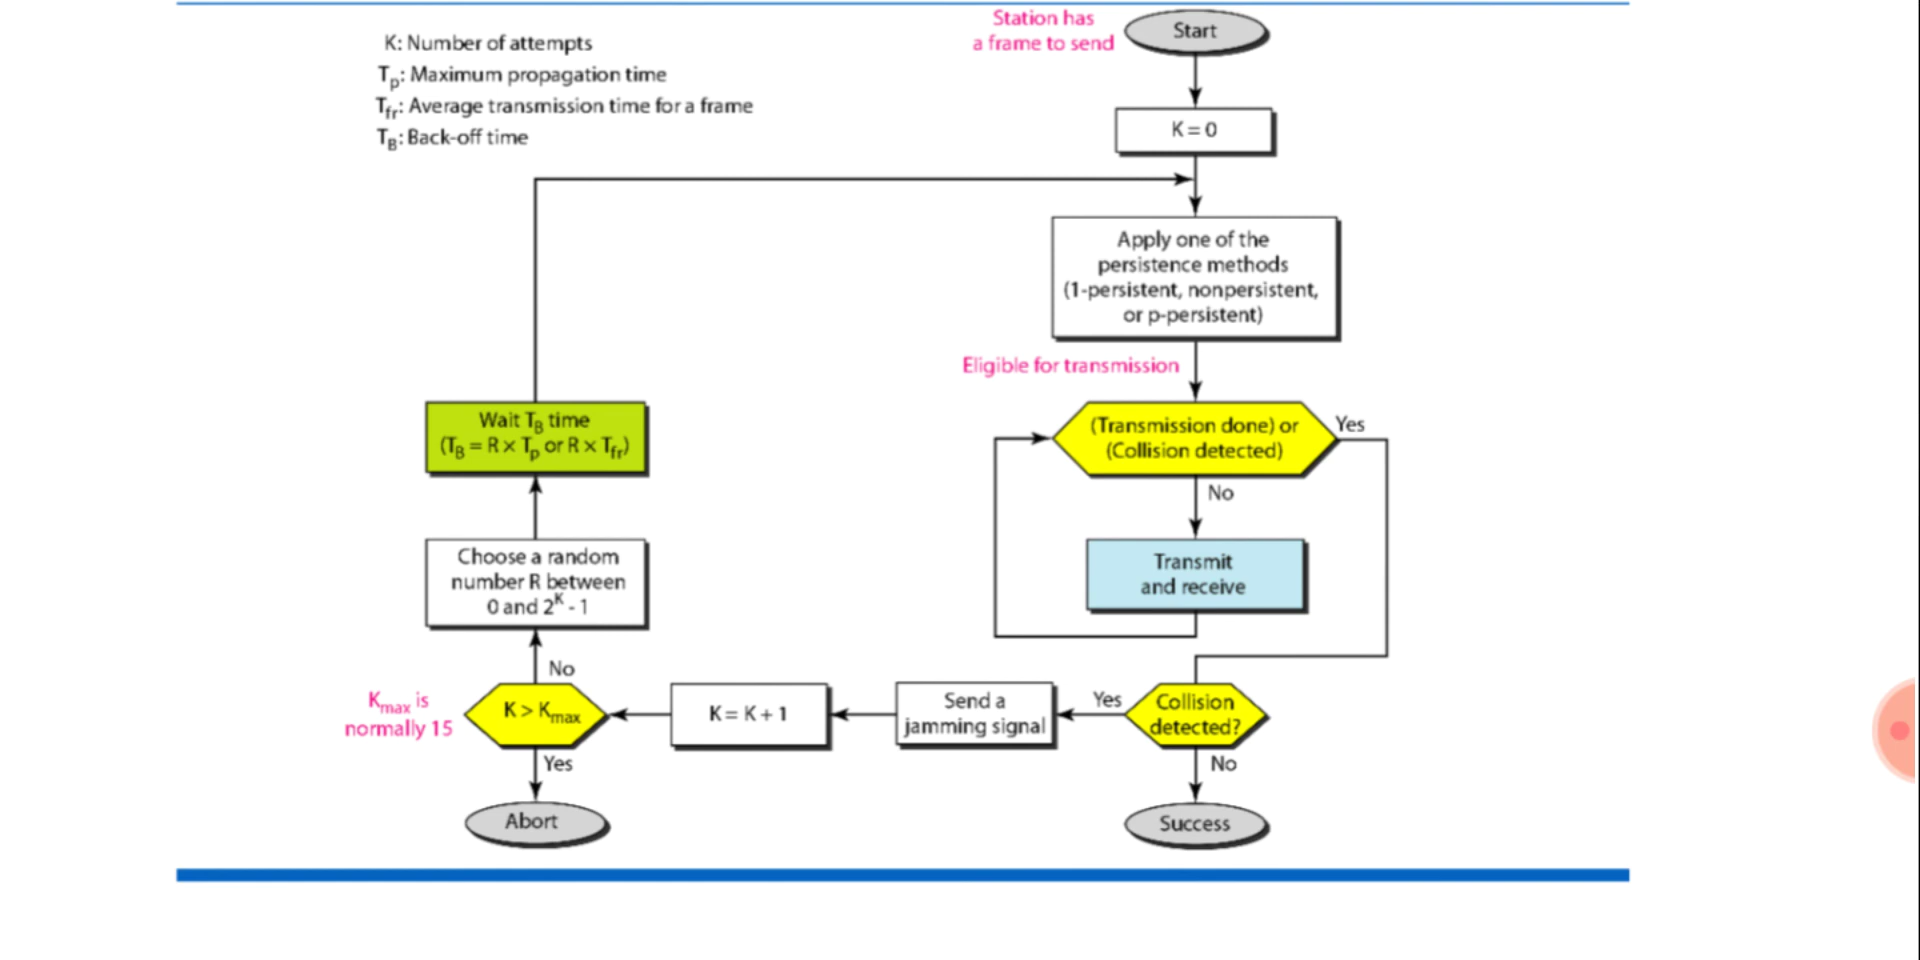 Station has
a frame to send
Start
K: Number of attempts
Tp: Maximum propagation time
Tfr: Average transmission time for a frame
TB: Back-off time
K = 0
Apply one of the
persistence methods
(1-persistent, nonpersistent,
or p-persistent)
Eligible for transmission
(Transmission done) or
(Collision detected)
Yes
No
Transmit
and receive
Wait TB time
(TB = R × Tp or R × Tfr)
Choose a random
number R between
0 and 2^K - 1
No
Kmax is
normally 15
K > Kmax
K = K + 1
Send a
jamming signal
Yes
Collision
detected?
Yes
No
Abort
Success